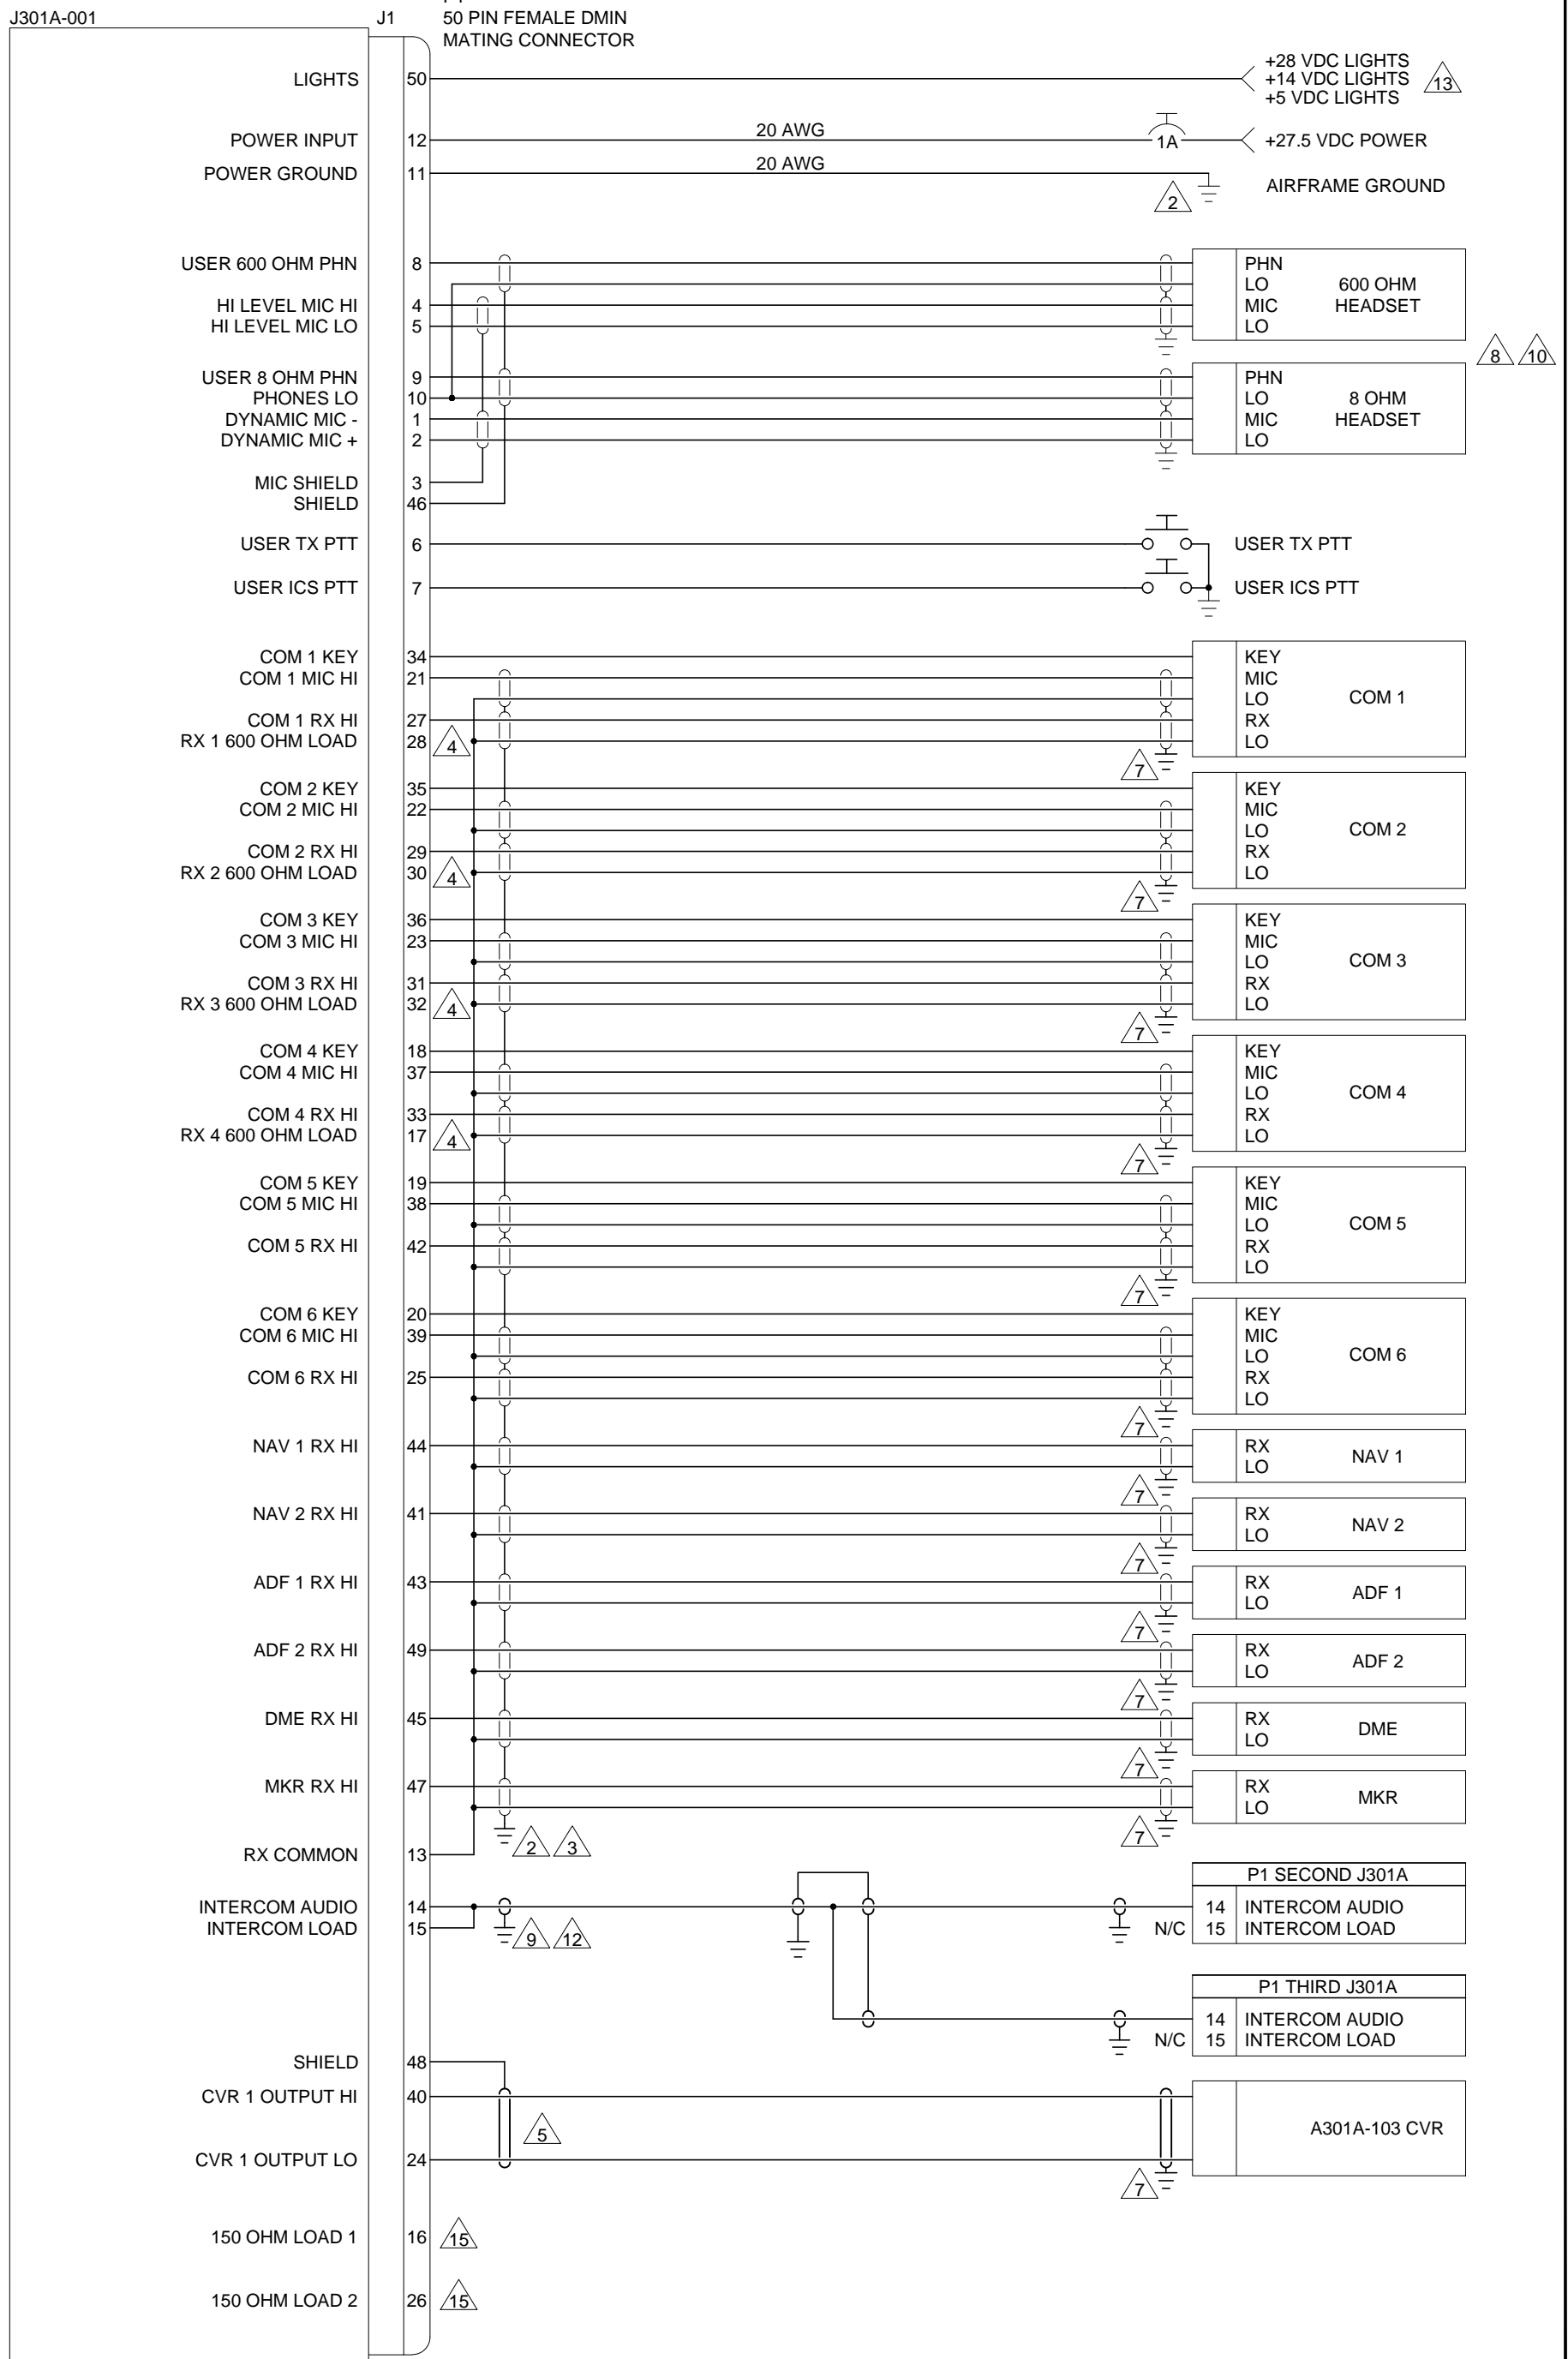 J301A-001
J1
50 PIN FEMALE DMIN
MATING CONNECTOR
LIGHTS 50
+28 VDC LIGHTS
+14 VDC LIGHTS 13
+5 VDC LIGHTS
POWER INPUT 12 20 AWG 1A +27.5 VDC POWER
POWER GROUND 11 20 AWG 2 AIRFRAME GROUND
USER 600 OHM PHN 8 PHN
LO 600 OHM
HI LEVEL MIC HI 4 MIC HEADSET
HI LEVEL MIC LO 5 LO
8 10
USER 8 OHM PHN 9 PHN
PHONES LO 10 LO 8 OHM
DYNAMIC MIC - 1 MIC HEADSET
DYNAMIC MIC + 2 LO
MIC SHIELD 3
SHIELD 46
USER TX PTT 6 USER TX PTT
USER ICS PTT 7 USER ICS PTT
COM 1 KEY 34 KEY
COM 1 MIC HI 21 MIC
LO COM 1
COM 1 RX HI 27 RX
RX 1 600 OHM LOAD 28 4 LO
7
COM 2 KEY 35 KEY
COM 2 MIC HI 22 MIC
LO COM 2
COM 2 RX HI 29 RX
RX 2 600 OHM LOAD 30 4 LO
7
COM 3 KEY 36 KEY
COM 3 MIC HI 23 MIC
LO COM 3
COM 3 RX HI 31 RX
RX 3 600 OHM LOAD 32 4 LO
7
COM 4 KEY 18 KEY
COM 4 MIC HI 37 MIC
LO COM 4
COM 4 RX HI 33 RX
RX 4 600 OHM LOAD 17 4 LO
7
COM 5 KEY 19 KEY
COM 5 MIC HI 38 MIC
LO COM 5
COM 5 RX HI 42 RX
LO
7
COM 6 KEY 20 KEY
COM 6 MIC HI 39 MIC
LO COM 6
COM 6 RX HI 25 RX
LO
7
NAV 1 RX HI 44 RX
LO NAV 1
7
NAV 2 RX HI 41 RX
LO NAV 2
7
ADF 1 RX HI 43 RX
LO ADF 1
7
ADF 2 RX HI 49 RX
LO ADF 2
7
DME RX HI 45 RX
LO DME
7
MKR RX HI 47 RX
LO MKR
2 3 7
RX COMMON 13
P1 SECOND J301A
INTERCOM AUDIO 14 14 INTERCOM AUDIO
INTERCOM LOAD 15 9 12 N/C 15 INTERCOM LOAD
P1 THIRD J301A
14 INTERCOM AUDIO
N/C 15 INTERCOM LOAD
SHIELD 48
CVR 1 OUTPUT HI 40
5 A301A-103 CVR
CVR 1 OUTPUT LO 24
7
150 OHM LOAD 1 16 15
150 OHM LOAD 2 26 15